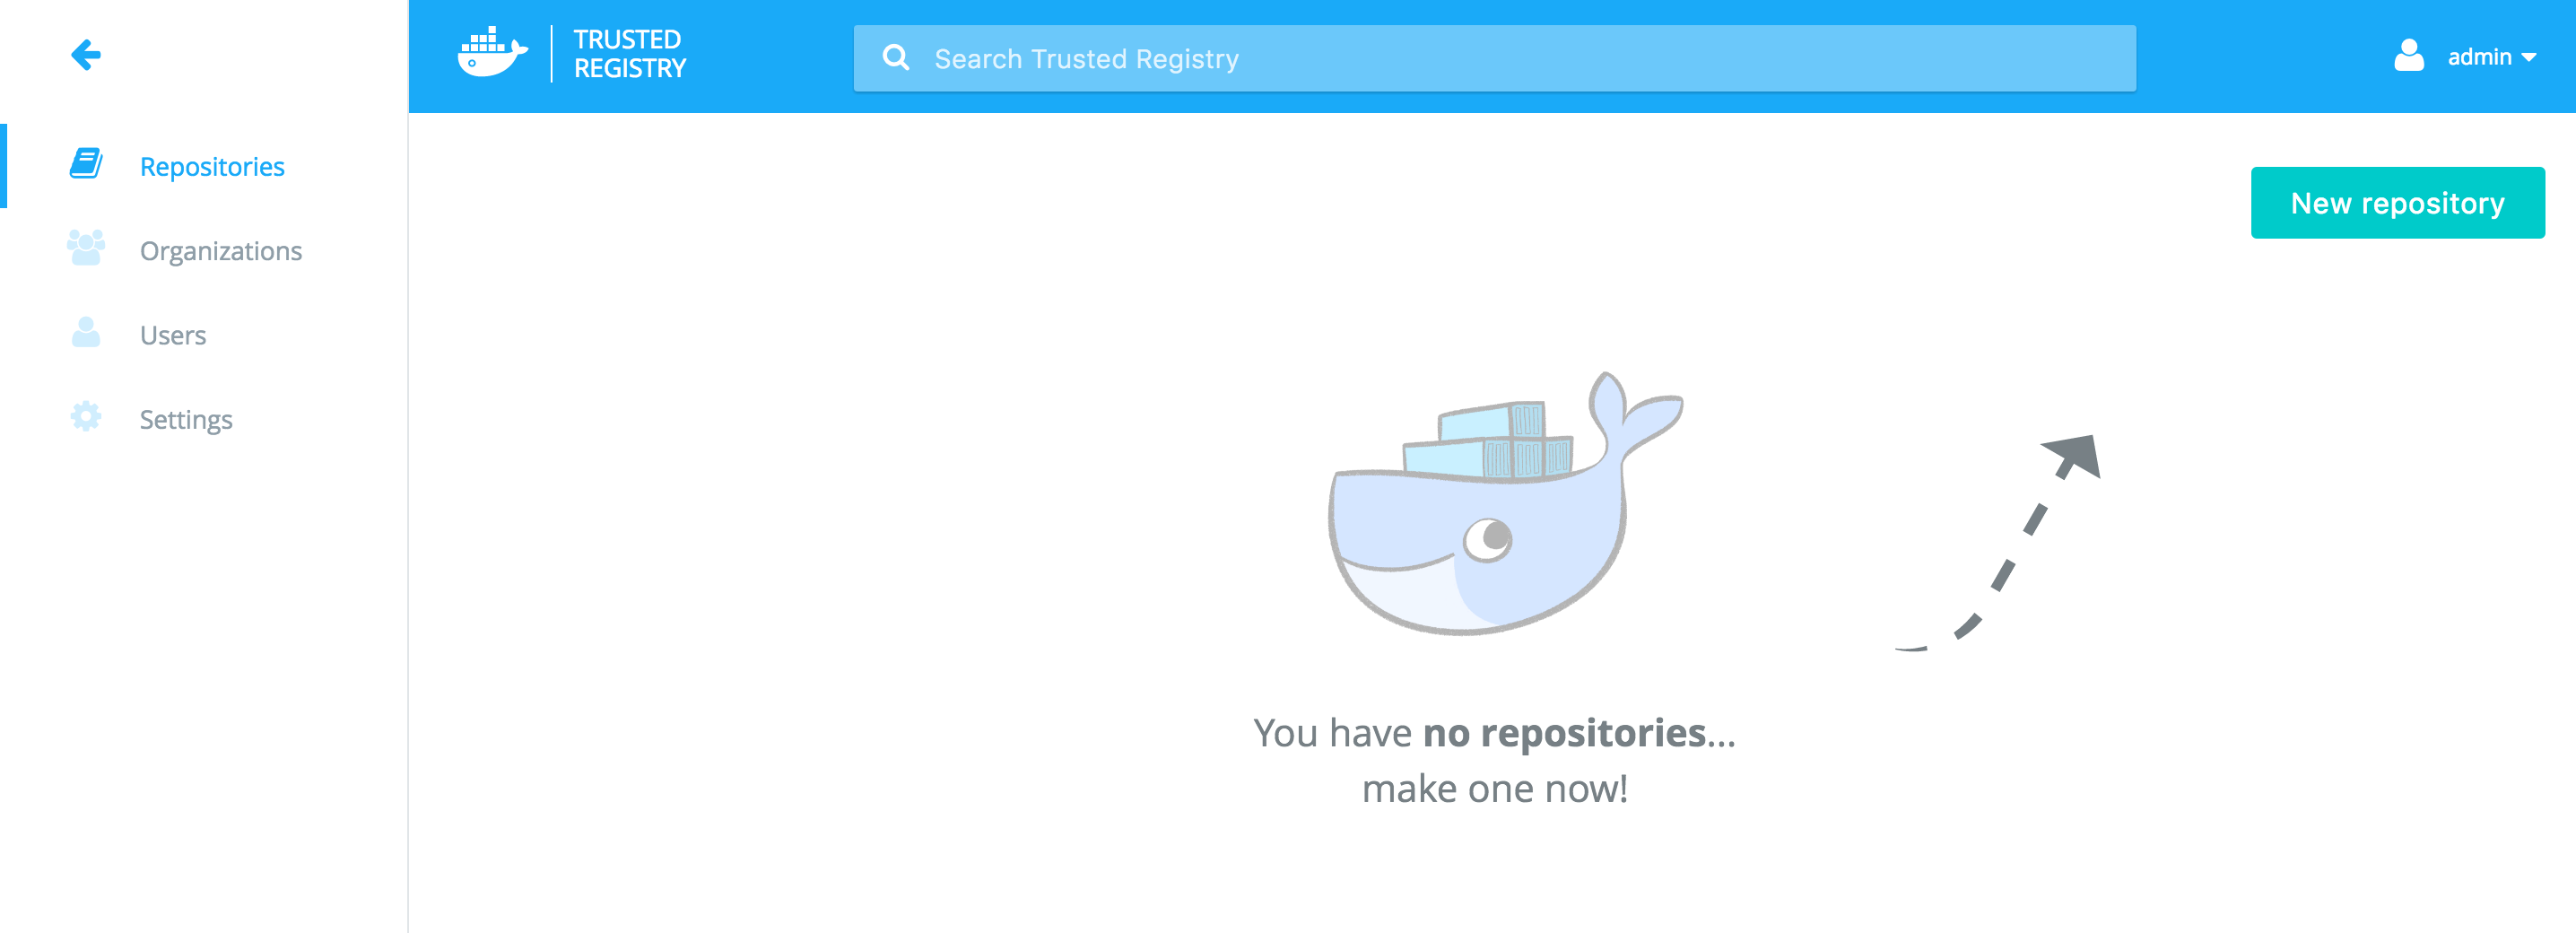 TRUSTED
REGISTRY
Search Trusted Registry
admin
Repositories
Organizations
Users
Settings
New repository
You have no repositories...
make one now!